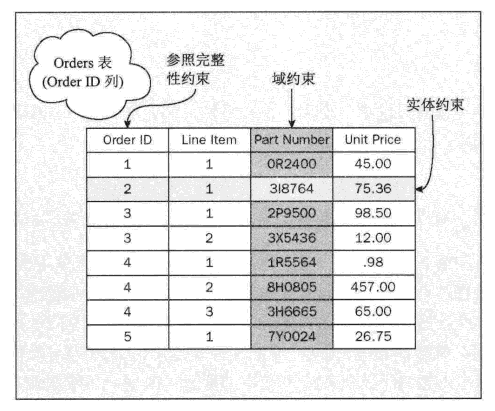 Orders 表
(Order ID 列)
参照完整
性约束
域约束
实体约束
Order ID Line Item Part Number Unit Price
1 1 0R2400 45.00
2 1 3I8764 75.36
3 1 2P9500 98.50
3 2 3X5436 12.00
4 1 1R5564 .98
4 2 8H0805 457.00
4 3 3H6665 65.00
5 1 7Y0024 26.75